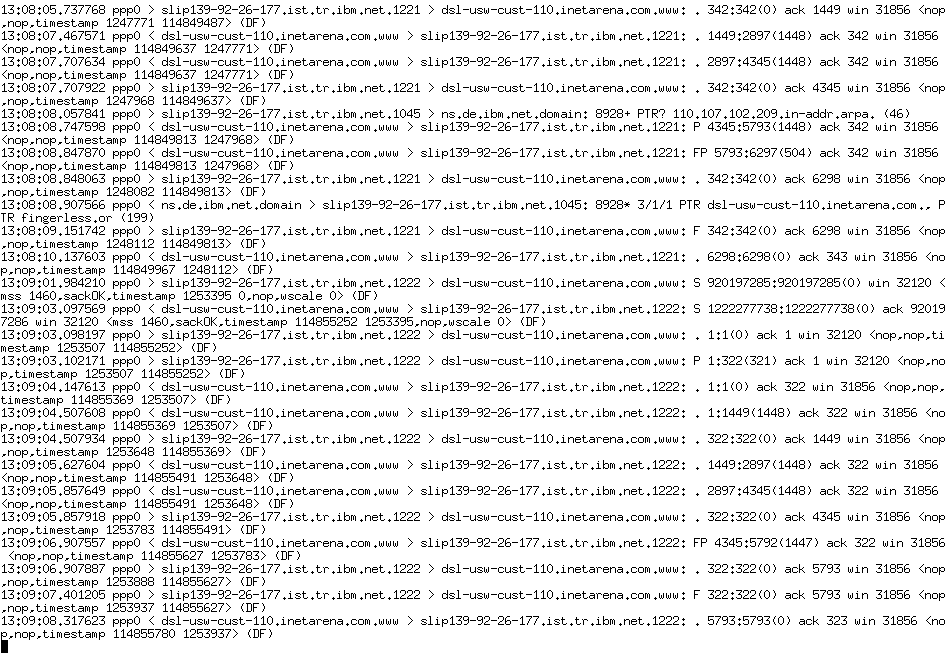 13:08:05.737768 ppp0 > slip139-92-26-177.ist.tr.ibm.net.1221 > dsl-usw-cust-110.inetarena.com.www: . 342:342(0) ack 1449 win 31856 <nop
,nop,timestamp 1247771 114849487> (DF)
13:08:07.467571 ppp0 < dsl-usw-cust-110.inetarena.com.www > slip139-92-26-177.ist.tr.ibm.net.1221: . 1449:2897(1448) ack 342 win 31856
<nop,nop,timestamp 114849637 1247771> (DF)
13:08:07.707634 ppp0 < dsl-usw-cust-110.inetarena.com.www > slip139-92-26-177.ist.tr.ibm.net.1221: . 2897:4345(1448) ack 342 win 31856
<nop,nop,timestamp 114849637 1247771> (DF)
13:08:07.707922 ppp0 > slip139-92-26-177.ist.tr.ibm.net.1221 > dsl-usw-cust-110.inetarena.com.www: . 342:342(0) ack 4345 win 31856 <nop
,nop,timestamp 1247968 114849637> (DF)
13:08:08.057841 ppp0 > slip139-92-26-177.ist.tr.ibm.net.1045 > ns.de.ibm.net.domain: 8928+ PTR? 110.107.102.209.in-addr.arpa. (46)
13:08:08.747598 ppp0 < dsl-usw-cust-110.inetarena.com.www > slip139-92-26-177.ist.tr.ibm.net.1221: P 4345:5793(1448) ack 342 win 31856
<nop,nop,timestamp 114849813 1247968> (DF)
13:08:08.847870 ppp0 < dsl-usw-cust-110.inetarena.com.www > slip139-92-26-177.ist.tr.ibm.net.1221: FP 5793:6297(504) ack 342 win 31856
<nop,nop,timestamp 114849813 1247968> (DF)
13:08:08.848063 ppp0 > slip139-92-26-177.ist.tr.ibm.net.1221 > dsl-usw-cust-110.inetarena.com.www: . 342:342(0) ack 6298 win 31856 <nop
,nop,timestamp 1248082 114849813> (DF)
13:08:08.907566 ppp0 < ns.de.ibm.net.domain > slip139-92-26-177.ist.tr.ibm.net.1045: 8928* 3/1/1 PTR dsl-usw-cust-110.inetarena.com., P
TR fingerless.or (199)
13:08:09.151742 ppp0 > slip139-92-26-177.ist.tr.ibm.net.1221 > dsl-usw-cust-110.inetarena.com.www: F 342:342(0) ack 6298 win 31856 <nop
,nop,timestamp 1248112 114849813> (DF)
13:08:10.137603 ppp0 < dsl-usw-cust-110.inetarena.com.www > slip139-92-26-177.ist.tr.ibm.net.1221: . 6298:6298(0) ack 343 win 31856 <no
p,nop,timestamp 114849967 1248112> (DF)
13:09:01.984210 ppp0 > slip139-92-26-177.ist.tr.ibm.net.1222 > dsl-usw-cust-110.inetarena.com.www: S 920197285:920197285(0) win 32120 <
mss 1460,sackOK,timestamp 1253395 0,nop,wscale 0> (DF)
13:09:03.097569 ppp0 < dsl-usw-cust-110.inetarena.com.www > slip139-92-26-177.ist.tr.ibm.net.1222: S 1222277738:1222277738(0) ack 92019
7286 win 32120 <mss 1460,sackOK,timestamp 114855252 1253395,nop,wscale 0> (DF)
13:09:03.098197 ppp0 > slip139-92-26-177.ist.tr.ibm.net.1222 > dsl-usw-cust-110.inetarena.com.www: . 1:1(0) ack 1 win 32120 <nop,nop,tim
estamp 1253507 114855252> (DF)
13:09:03.102171 ppp0 > slip139-92-26-177.ist.tr.ibm.net.1222 > dsl-usw-cust-110.inetarena.com.www: P 1:322(321) ack 1 win 32120 <nop,no
p,timestamp 1253507 114855252> (DF)
13:09:04.147613 ppp0 < dsl-usw-cust-110.inetarena.com.www > slip139-92-26-177.ist.tr.ibm.net.1222: . 1:1(0) ack 322 win 31856 <nop,nop,
timestamp 114855369 1253507> (DF)
13:09:04.507608 ppp0 < dsl-usw-cust-110.inetarena.com.www > slip139-92-26-177.ist.tr.ibm.net.1222: . 1:1449(1448) ack 322 win 31856 <no
p,nop,timestamp 114855369 1253507> (DF)
13:09:04.507934 ppp0 > slip139-92-26-177.ist.tr.ibm.net.1222 > dsl-usw-cust-110.inetarena.com.www: . 322:322(0) ack 1449 win 31856 <nop
,nop,timestamp 1253648 114855369> (DF)
13:09:05.627604 ppp0 < dsl-usw-cust-110.inetarena.com.www > slip139-92-26-177.ist.tr.ibm.net.1222: . 1449:2897(1448) ack 322 win 31856
<nop,nop,timestamp 114855491 1253648> (DF)
13:09:05.857649 ppp0 < dsl-usw-cust-110.inetarena.com.www > slip139-92-26-177.ist.tr.ibm.net.1222: . 2897:4345(1448) ack 322 win 31856
<nop,nop,timestamp 114855491 1253648> (DF)
13:09:05.857918 ppp0 > slip139-92-26-177.ist.tr.ibm.net.1222 > dsl-usw-cust-110.inetarena.com.www: . 322:322(0) ack 4345 win 31856 <nop
,nop,timestamp 1253783 114855491> (DF)
13:09:06.907557 ppp0 < dsl-usw-cust-110.inetarena.com.www > slip139-92-26-177.ist.tr.ibm.net.1222: FP 4345:5792(1447) ack 322 win 31856
 <nop,nop,timestamp 114855627 1253783> (DF)
13:09:06.907887 ppp0 > slip139-92-26-177.ist.tr.ibm.net.1222 > dsl-usw-cust-110.inetarena.com.www: . 322:322(0) ack 5793 win 31856 <nop
,nop,timestamp 1253888 114855627> (DF)
13:09:07.401205 ppp0 > slip139-92-26-177.ist.tr.ibm.net.1222 > dsl-usw-cust-110.inetarena.com.www: F 322:322(0) ack 5793 win 31856 <nop
,nop,timestamp 1253937 114855627> (DF)
13:09:08.317623 ppp0 < dsl-usw-cust-110.inetarena.com.www > slip139-92-26-177.ist.tr.ibm.net.1222: . 5793:5793(0) ack 323 win 31856 <no
p,nop,timestamp 114855780 1253937> (DF)